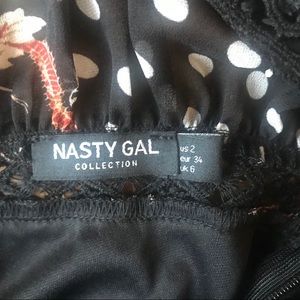 NASTY GAL
COLLECTION
us 2
eur 34
uk 6